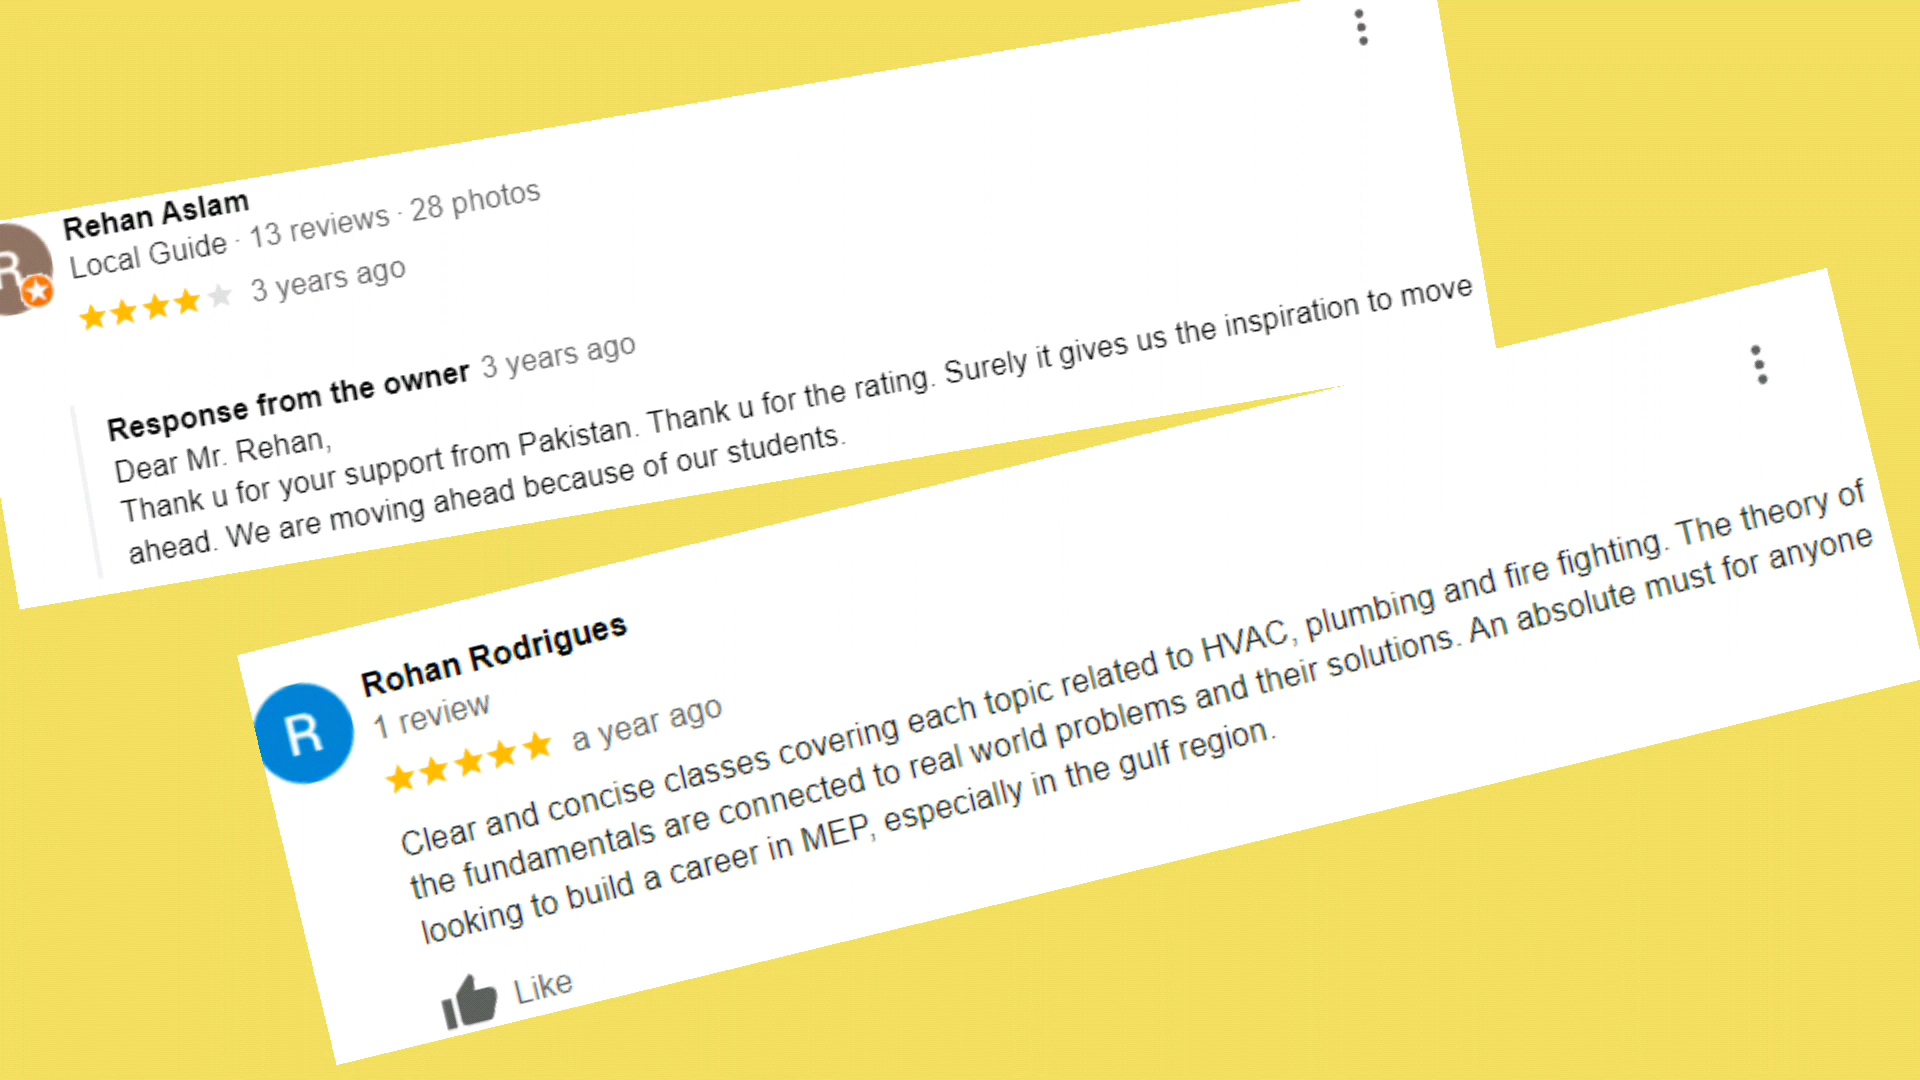 Rehan Aslam
Local Guide · 13 reviews · 28 photos
3 years ago
Response from the owner 3 years ago
Dear Mr. Rehan,
Thank u for your support from Pakistan. Thank u for the rating. Surely it gives us the inspiration to move
ahead. We are moving ahead because of our students.
R
Rohan Rodrigues
1 review
a year ago
R
Clear and concise classes covering each topic related to HVAC, plumbing and fire fighting. The theory of
the fundamentals are connected to real world problems and their solutions. An absolute must for anyone
looking to build a career in MEP, especially in the gulf region.
Like